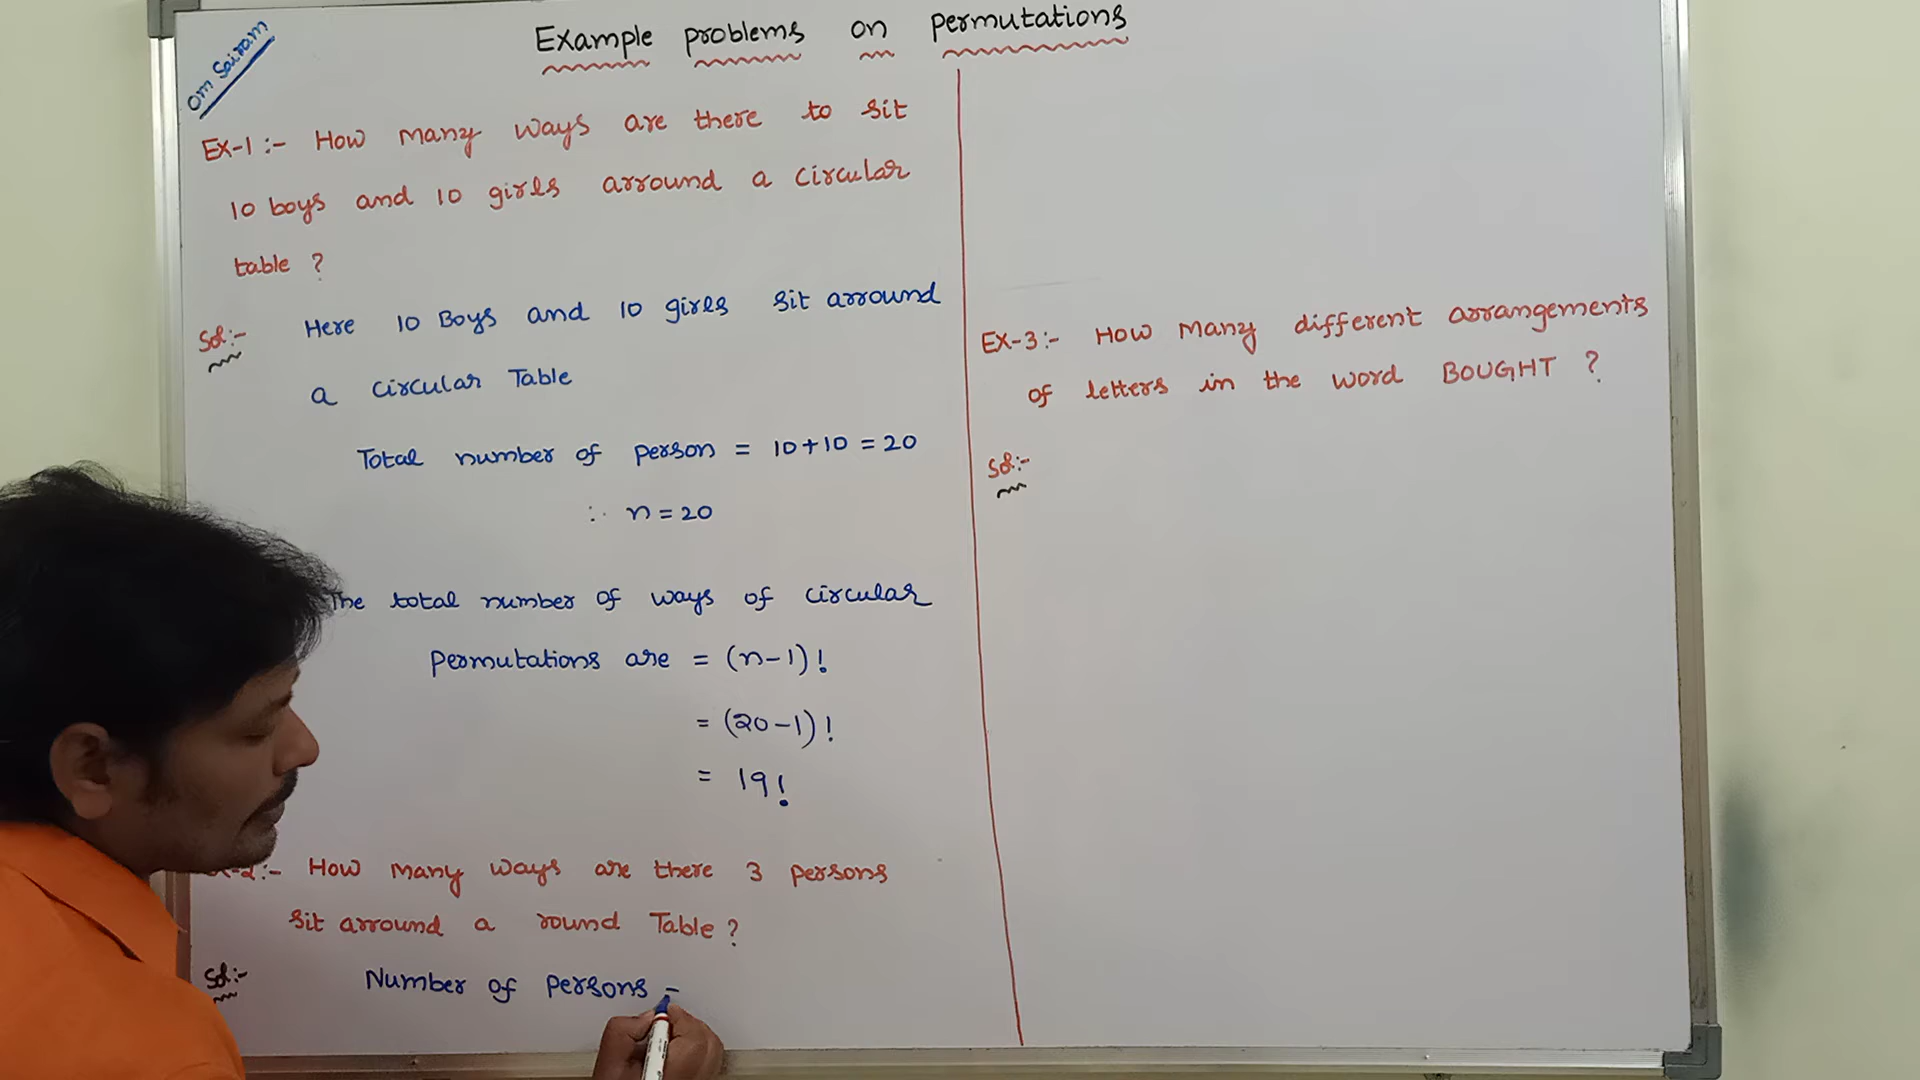 Om Sairam
Example problems on permutations
Ex-1:- How many ways are there to sit
10 boys and 10 girls arround a circular
table ?
Sol:- Here 10 Boys and 10 girls sit arround
a circular Table
Total number of person = 10+10 = 20
∴ n = 20
The total number of ways of circular
Permutations are = (n-1)!
= (20-1)!
= 19!
-2:- How many ways are there 3 persons
sit arround a round Table ?
Sol:- Number of persons =
Ex-3:- How many different arrangements
of letters in the word BOUGHT ?
Sol:-